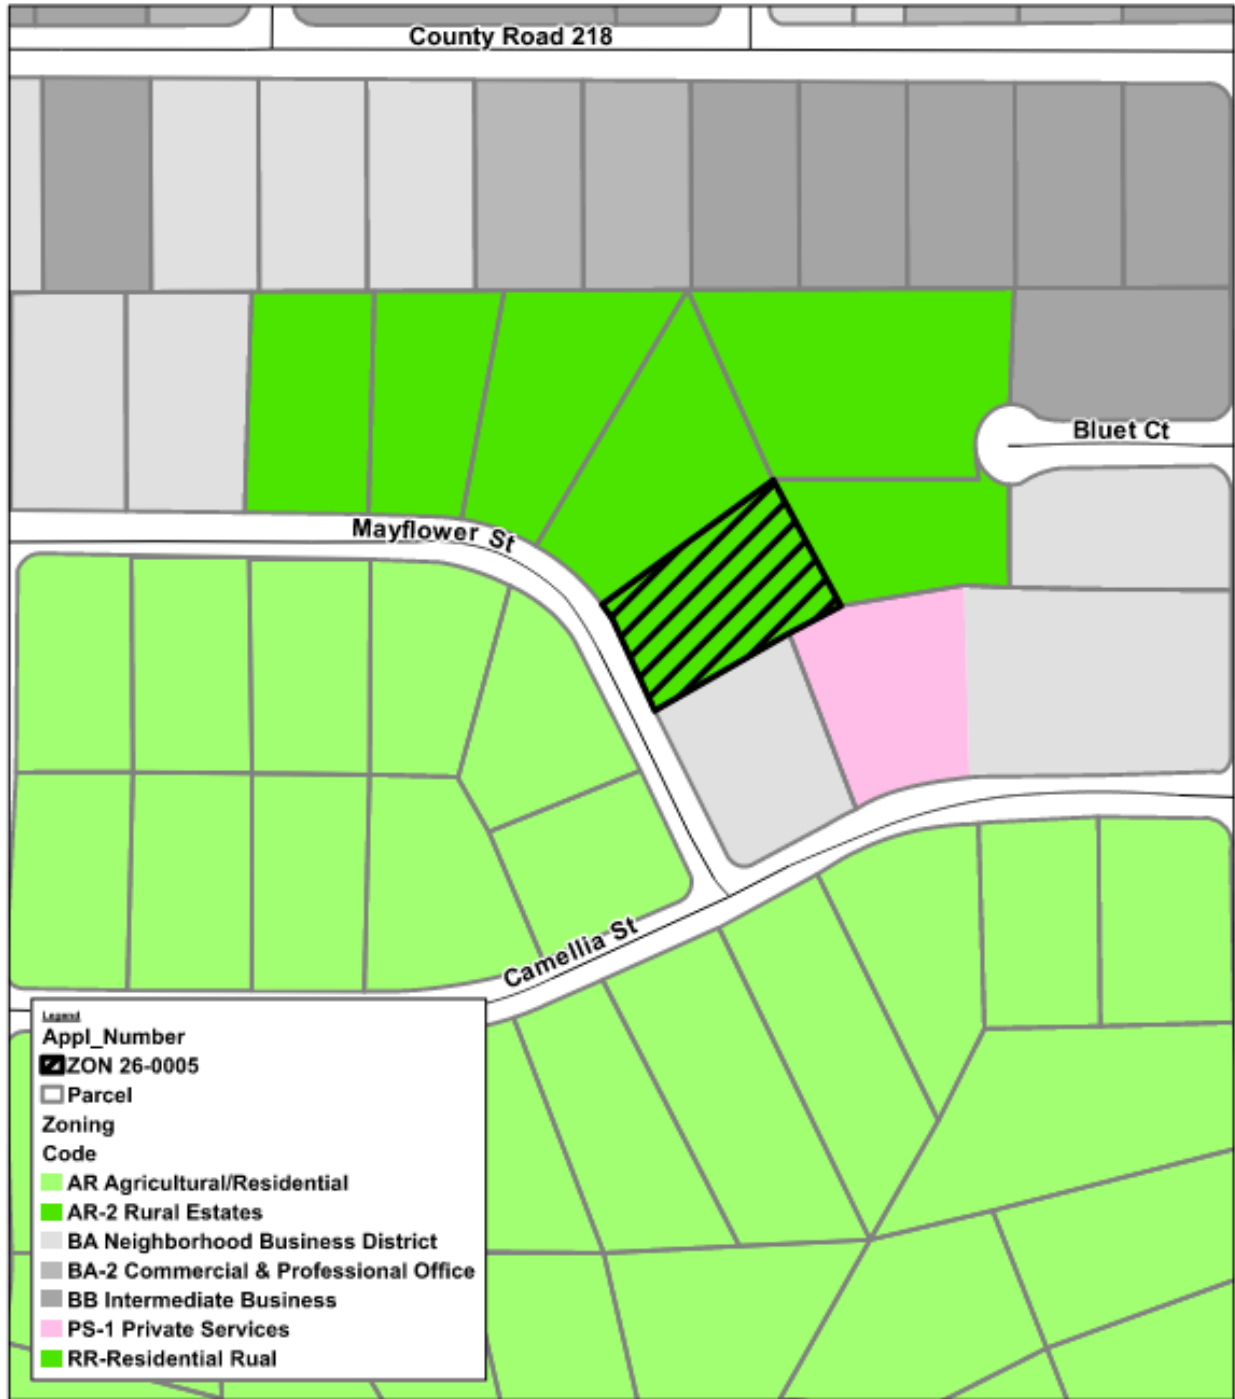 County Road 218
Bluet Ct
Mayflower St
Camellia St
Legend
Appl_Number
ZON 26-0005
Parcel
Zoning
Code
AR Agricultural/Residential
AR-2 Rural Estates
BA Neighborhood Business District
BA-2 Commercial & Professional Office
BB Intermediate Business
PS-1 Private Services
RR-Residential Rual